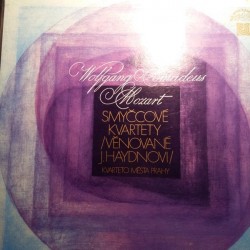 Wolfgang Amadeus
Mozart
SMYČCOVÉ
KVARTETY
/VĚNOVANÉ
J.HAYDNOVI/
KVARTETO MĚSTA PRAHY